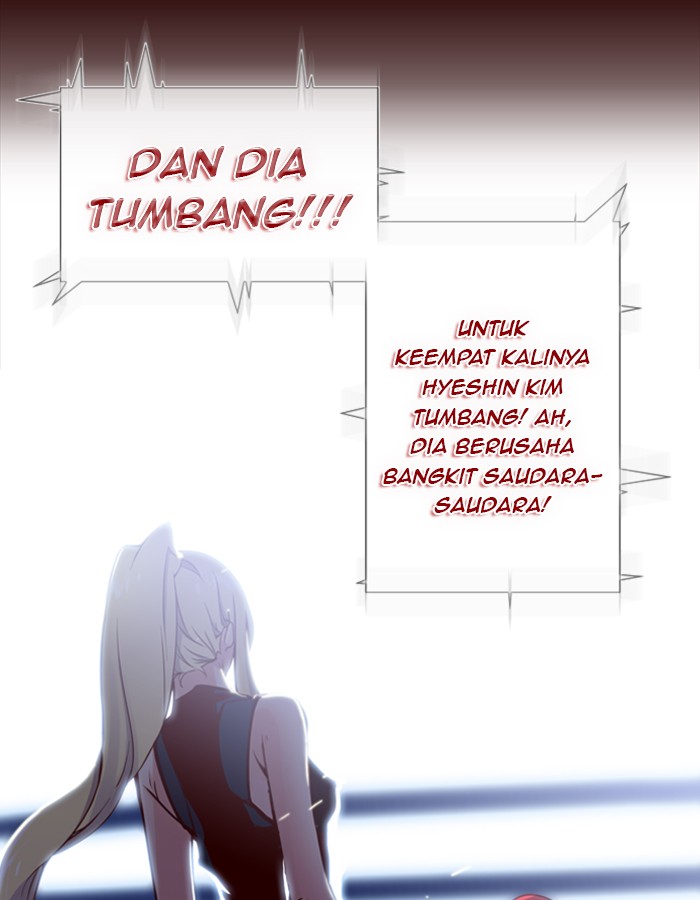 DAN DIA
TUMBANG!!!
UNTUK
KEEMPAT KALINYA
HYESHIN KIM
TUMBANG! AH,
DIA BERUSAHA
BANGKIT SAUDARA-
SAUDARA!